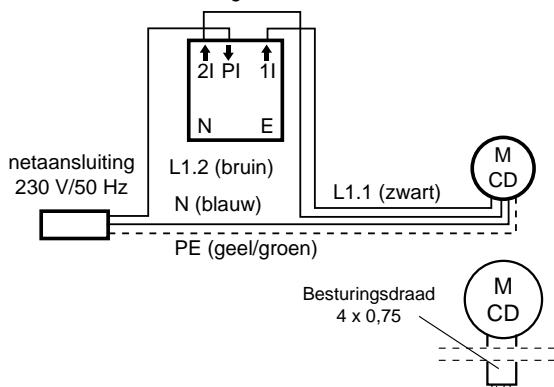 2I PI 1I
N E
netaansluiting
230 V/50 Hz
L1.2 (bruin)
N (blauw)
L1.1 (zwart)
M
CD
PE (geel/groen)
Besturingsdraad
4 x 0,75
M
CD